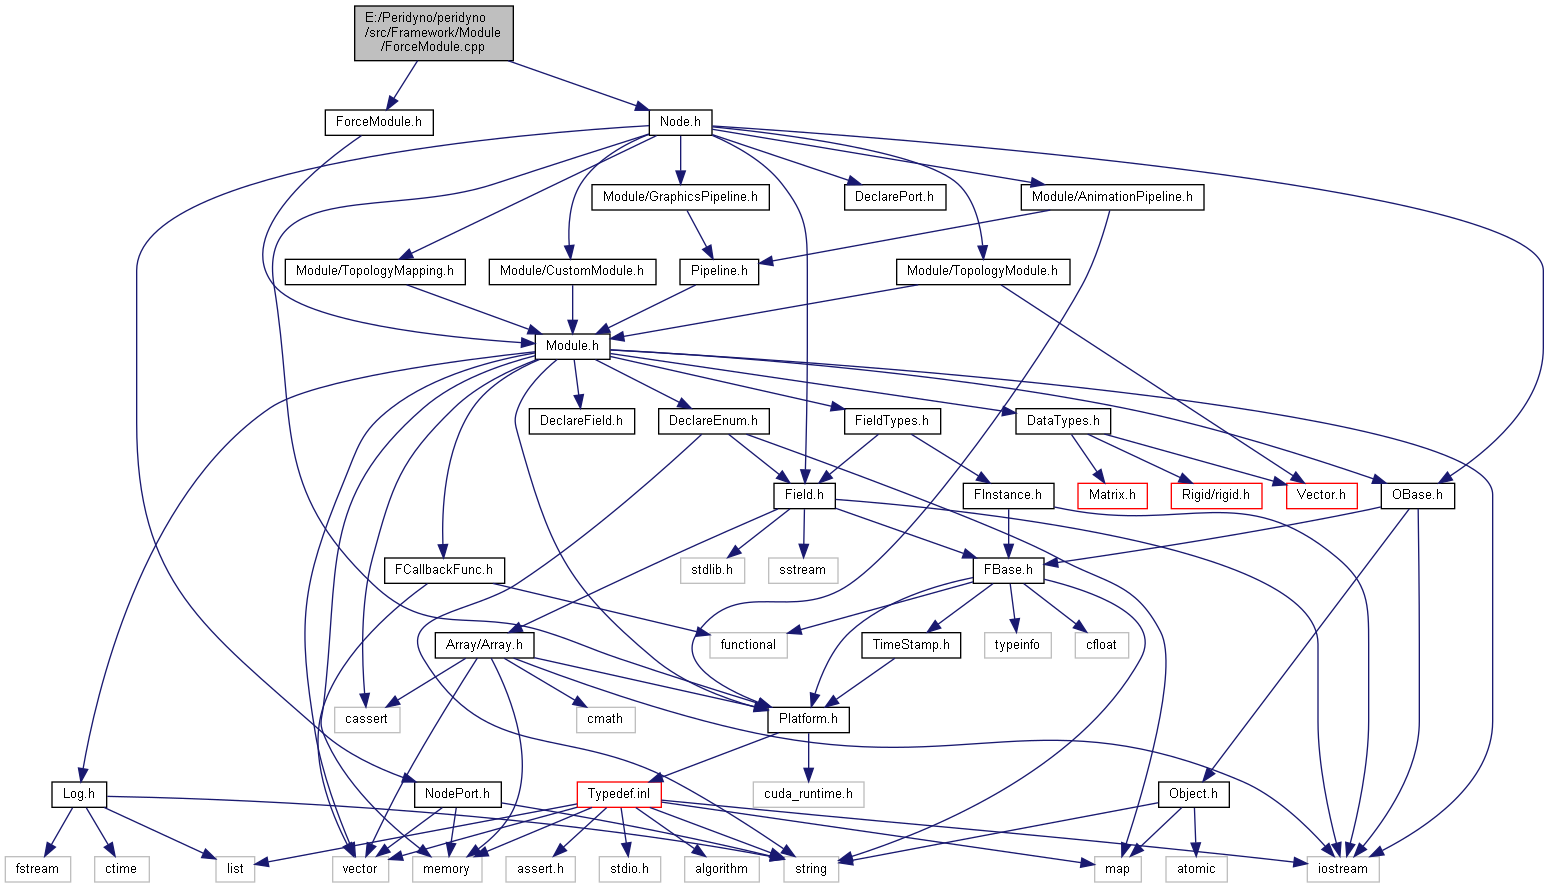 E:/Peridyno/peridyno
/src/Framework/Module
/ForceModule.cpp
ForceModule.h
Node.h
Module/GraphicsPipeline.h
DeclarePort.h
Module/AnimationPipeline.h
Module/TopologyMapping.h
Module/CustomModule.h
Pipeline.h
Module/TopologyModule.h
Module.h
DeclareField.h
DeclareEnum.h
FieldTypes.h
DataTypes.h
Field.h
FInstance.h
Matrix.h
Rigid/rigid.h
Vector.h
OBase.h
FCallbackFunc.h
stdlib.h
sstream
FBase.h
Array/Array.h
functional
TimeStamp.h
typeinfo
cfloat
cassert
cmath
Platform.h
Log.h
NodePort.h
Typedef.inl
cuda_runtime.h
Object.h
fstream
ctime
list
vector
memory
assert.h
stdio.h
algorithm
string
map
atomic
iostream